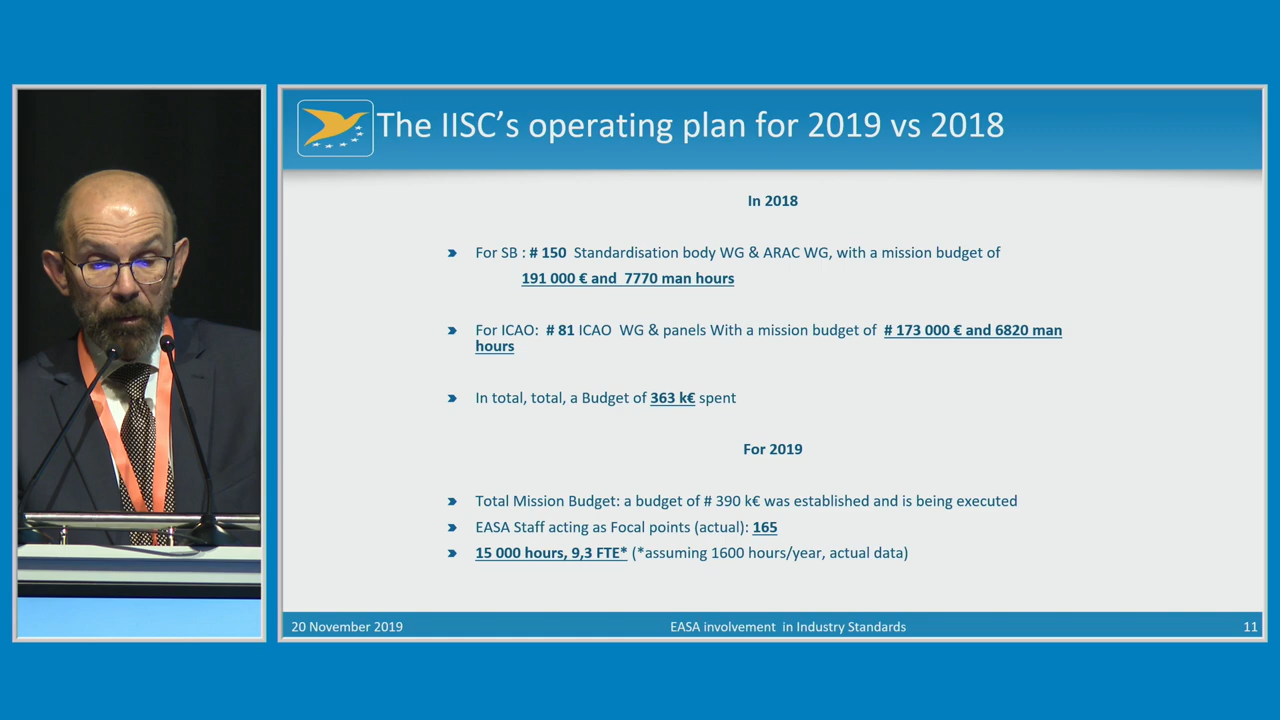 The IISC's operating plan for 2019 vs 2018
In 2018
For SB : # 150 Standardisation body WG & ARAC WG, with a mission budget of
191 000 € and 7770 man hours
For ICAO: # 81 ICAO WG & panels With a mission budget of # 173 000 € and 6820 man
hours
In total, total, a Budget of 363 k€ spent
For 2019
Total Mission Budget: a budget of # 390 k€ was established and is being executed
EASA Staff acting as Focal points (actual): 165
15 000 hours, 9,3 FTE* (*assuming 1600 hours/year, actual data)
20 November 2019
EASA involvement in Industry Standards
11